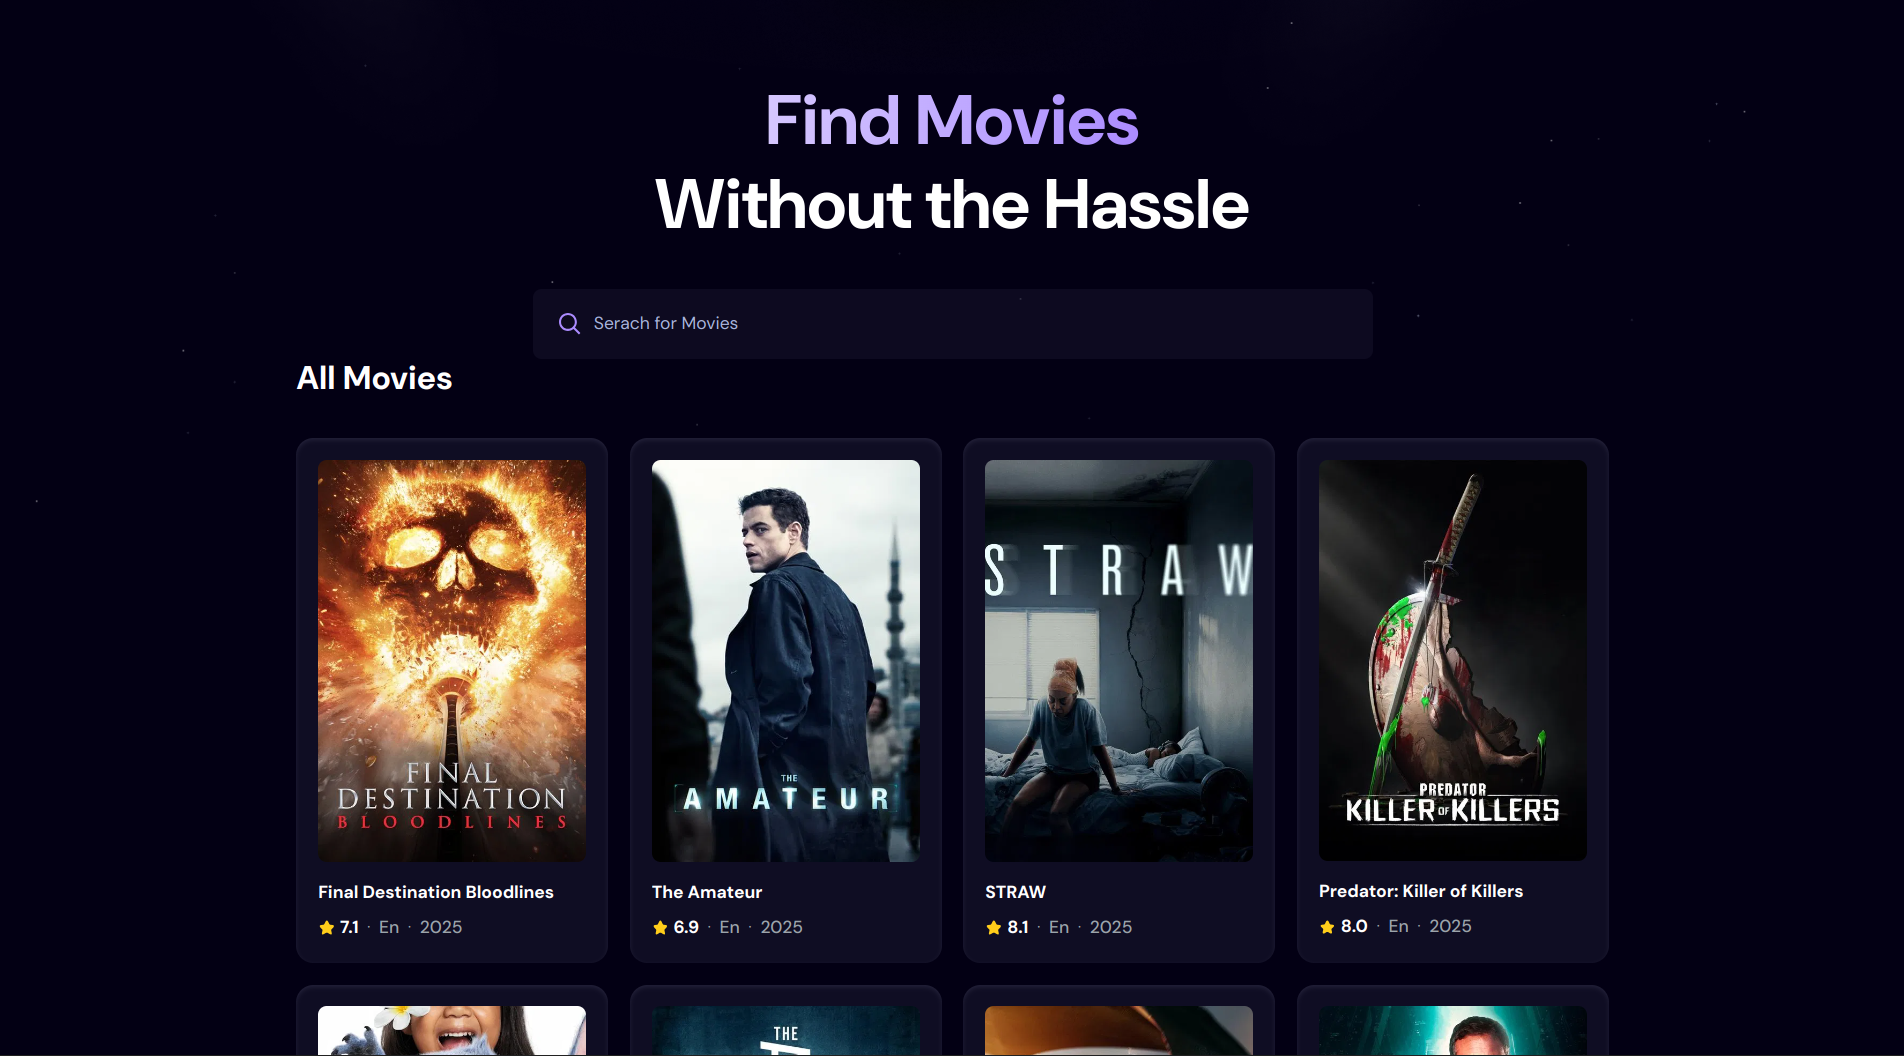 Find Movies
Without the Hassle
Serach for Movies
All Movies
FINAL
DESTINATION
BLOODLINES
THE
AMATEUR
STRAW
PREDATOR
KILLER OF KILLERS
Final Destination Bloodlines
The Amateur
STRAW
Predator: Killer of Killers
7.1 · En · 2025
6.9 · En · 2025
8.1 · En · 2025
8.0 · En · 2025
THE